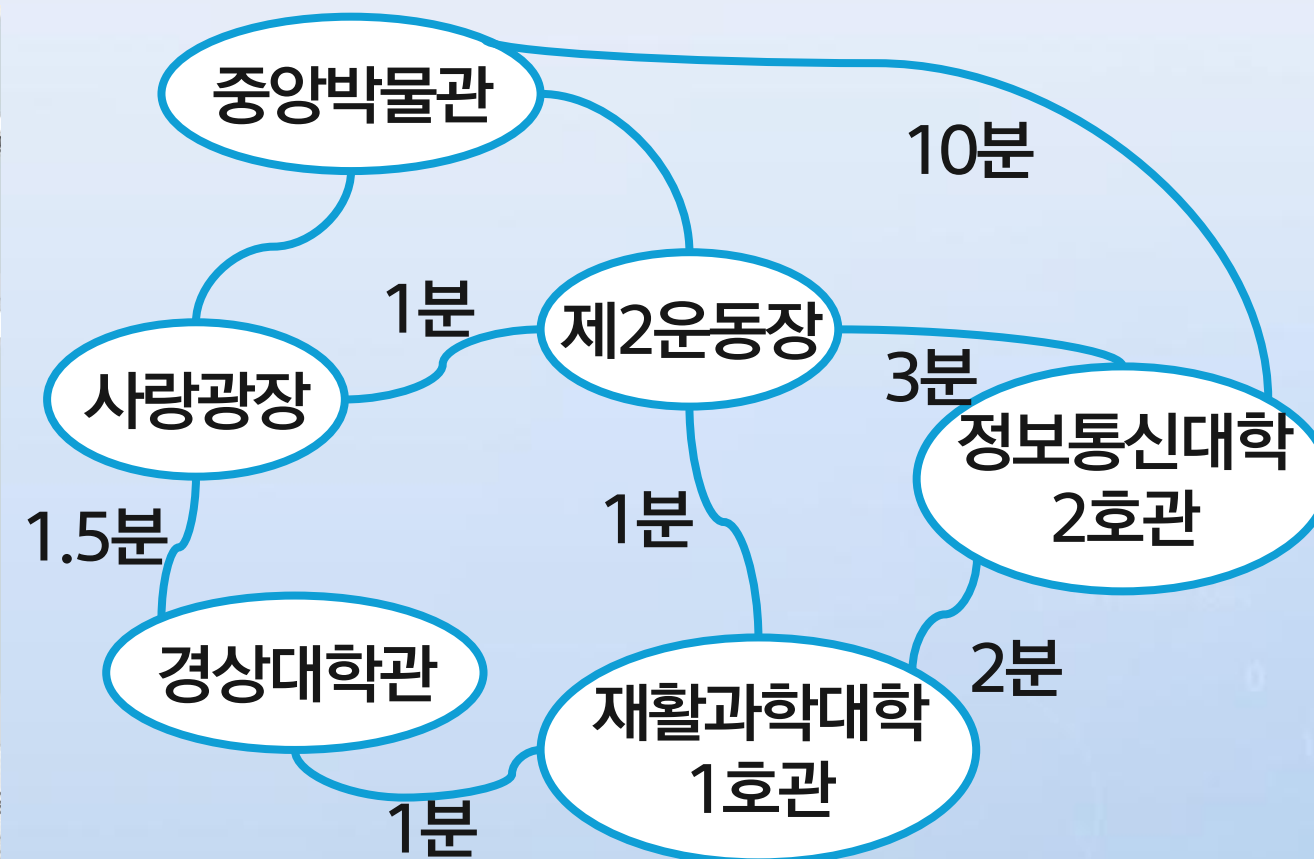 중앙박물관
10분
1분
제2운동장
3분
사랑광장
정보통신대학
2호관
1.5분
1분
경상대학관
2분
재활과학대학
1호관
1분